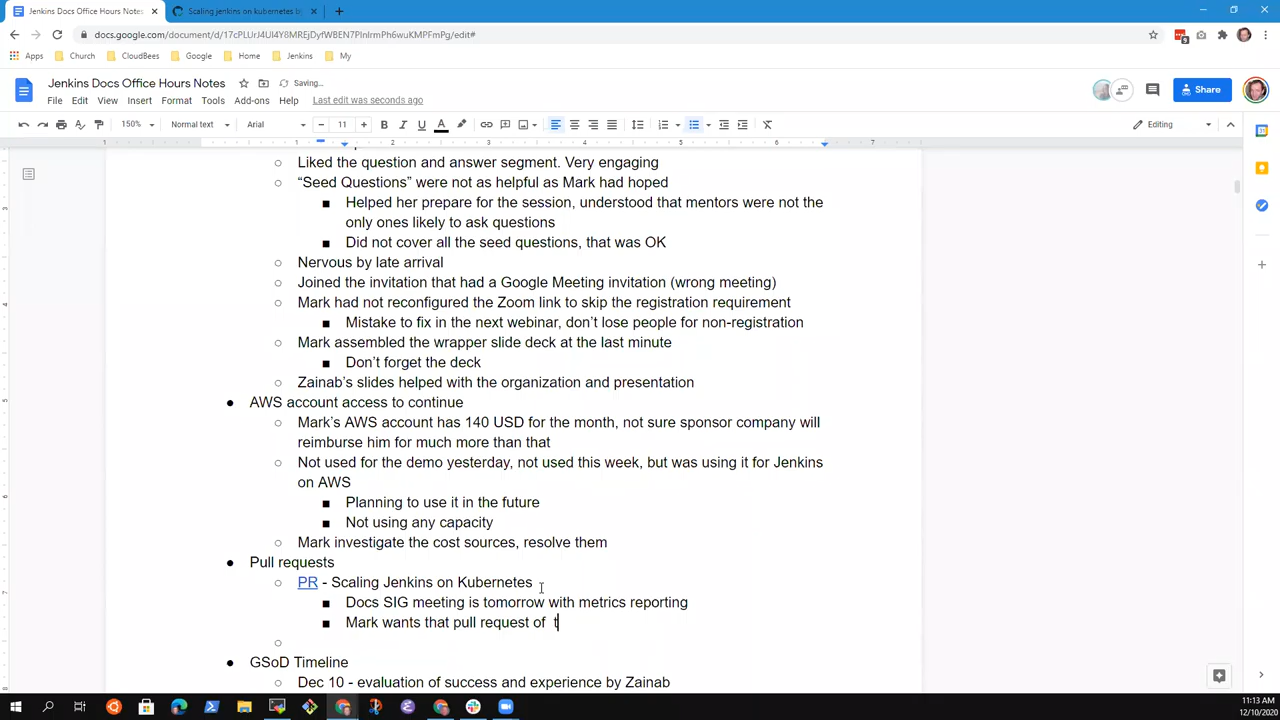 Jenkins Docs Office Hours Notes
Scaling jenkins on kubernetes b
docs.google.com/document/d/17cPLUrJ4Ul4Y8MREjDyfWBEN7PInlrmPh6wuKMPFmPg/edit#
Apps Church CloudBees Google Home Jenkins My
Jenkins Docs Office Hours Notes Saving...
File Edit View Insert Format Tools Add-ons Help Last edit was seconds ago
Share
150% Normal text Arial 11 Editing
1 1 2 3 4 5 6 7
Liked the question and answer segment. Very engaging
"Seed Questions" were not as helpful as Mark had hoped
Helped her prepare for the session, understood that mentors were not the
only ones likely to ask questions
Did not cover all the seed questions, that was OK
Nervous by late arrival
Joined the invitation that had a Google Meeting invitation (wrong meeting)
Mark had not reconfigured the Zoom link to skip the registration requirement
Mistake to fix in the next webinar, don't lose people for non-registration
Mark assembled the wrapper slide deck at the last minute
Don't forget the deck
Zainab's slides helped with the organization and presentation
AWS account access to continue
Mark's AWS account has 140 USD for the month, not sure sponsor company will
reimburse him for much more than that
Not used for the demo yesterday, not used this week, but was using it for Jenkins
on AWS
Planning to use it in the future
Not using any capacity
Mark investigate the cost sources, resolve them
Pull requests
PR - Scaling Jenkins on Kubernetes
Docs SIG meeting is tomorrow with metrics reporting
Mark wants that pull request of t
GSoD Timeline
Dec 10 - evaluation of success and experience by Zainab
11:13 AM
12/10/2020